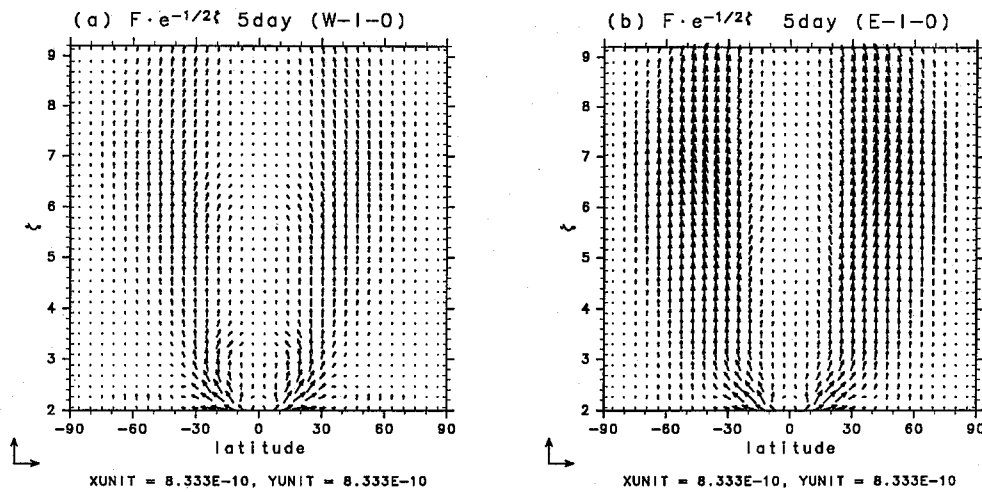 (a) F·e-1/2ζ 5day (W-I-O)
9
8
7
6
5
4
3
2
ζ
-90 -60 -30 0 30 60 90
latitude
XUNIT = 8.333E-10, YUNIT = 8.333E-10
(b) F·e-1/2ζ 5day (E-I-O)
9
8
7
6
5
4
3
2
ζ
-90 -60 -30 0 30 60 90
latitude
XUNIT = 8.333E-10, YUNIT = 8.333E-10